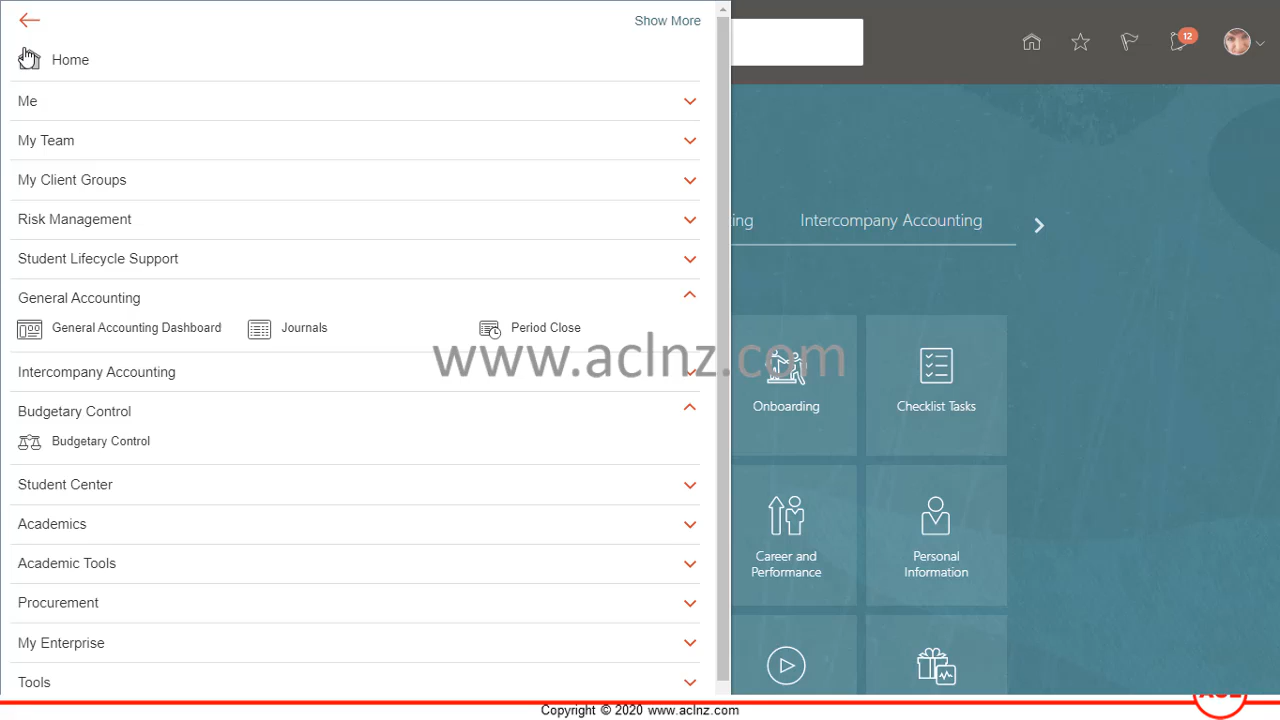 Show More
12
Home
Me
My Team
My Client Groups
Risk Management
ing
Intercompany Accounting
Student Lifecycle Support
General Accounting
General Accounting Dashboard
Journals
Period Close
www.aclnz.com
Intercompany Accounting
Budgetary Control
Budgetary Control
Onboarding
Checklist Tasks
Student Center
Academics
Academic Tools
Procurement
My Enterprise
Tools
Career and
Performance
Personal
Information
Copyright © 2020 www.aclnz.com